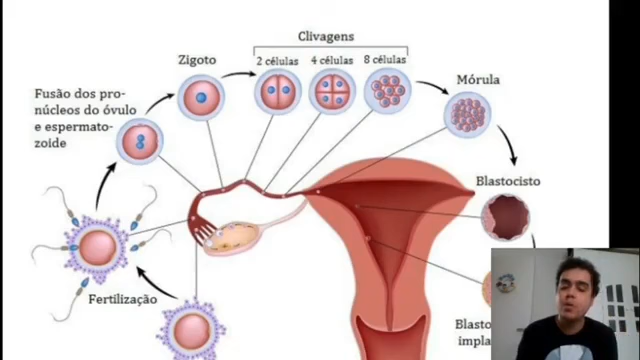 Clivagens
Zigoto
2 células
4 células
8 células
Mórula
Fusão dos pro-
núcleos do óvulo
e espermato-
zoide
Blastocisto
Fertilização
Blasto
impla